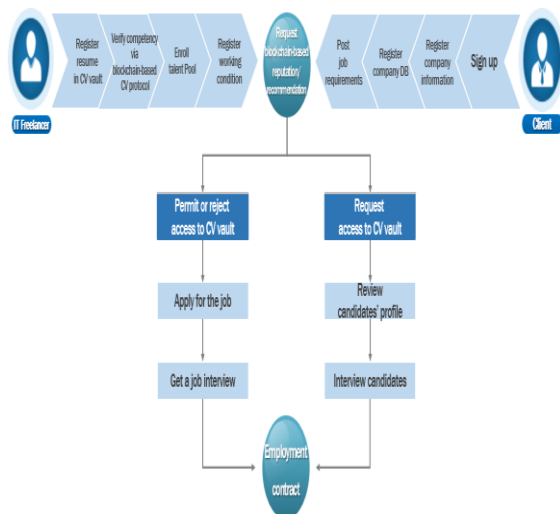 Register
resume
in CV vault
Verify competency
via
blockchain-based
CV protocol
Enroll
talent Pool
Register
working
condition
Request
blockchain-based
reputation/
recommendation
Post
job
requirements
Register
company DB
Register
company
information
Sign up
IT Freelancer
Client
Permit or reject
access to CV vault
Request
access to CV vault
Apply for the job
Review
candidates' profile
Get a job interview
Interview candidates
Employment
contract